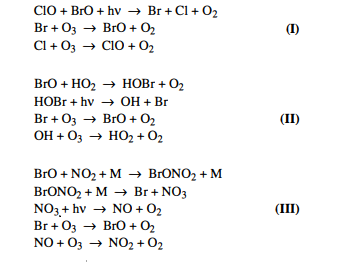 ClO + BrO + hν → Br + Cl + O₂
Br + O₃ → BrO + O₂ (I)
Cl + O₃ → ClO + O₂
BrO + HO₂ → HOBr + O₂
HOBr + hν → OH + Br
Br + O₃ → BrO + O₂ (II)
OH + O₃ → HO₂ + O₂
BrO + NO₂ + M → BrONO₂ + M
BrONO₂ + M → Br + NO₃
NO₃ + hν → NO + O₂ (III)
Br + O₃ → BrO + O₂
NO + O₃ → NO₂ + O₂